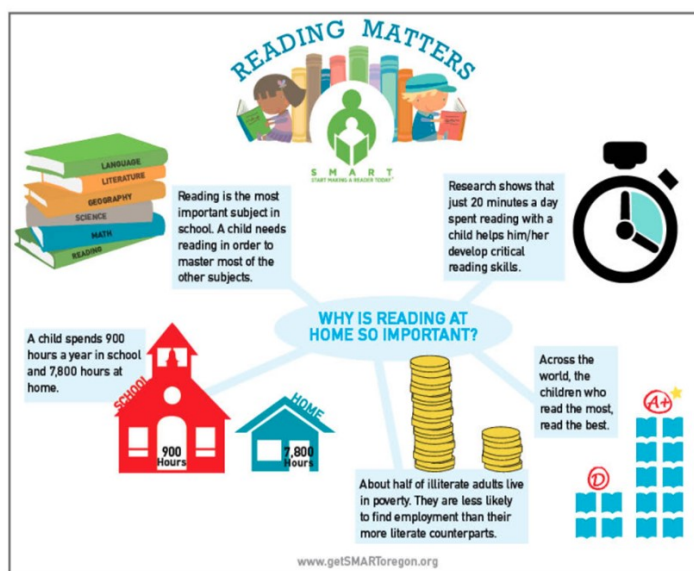 READING MATTERS
SMART
START MAKING A READER TODAY
LANGUAGE
LITERATURE
GEOGRAPHY
SCIENCE
MATH
READING
Reading is the most
important subject in
school. A child needs
reading in order to
master most of the
other subjects.
Research shows that
just 20 minutes a day
spent reading with a
child helps him/her
develop critical
reading skills.
WHY IS READING AT
HOME SO IMPORTANT?
A child spends 900
hours a year in school
and 7,800 hours at
home.
SCHOOL
900
Hours
HOME
7,800
Hours
Across the
world, the
children who
read the most,
read the best.
A+
D
About half of illiterate adults live
in poverty. They are less likely
to find employment than their
more literate counterparts.
www.getSMARToregon.org